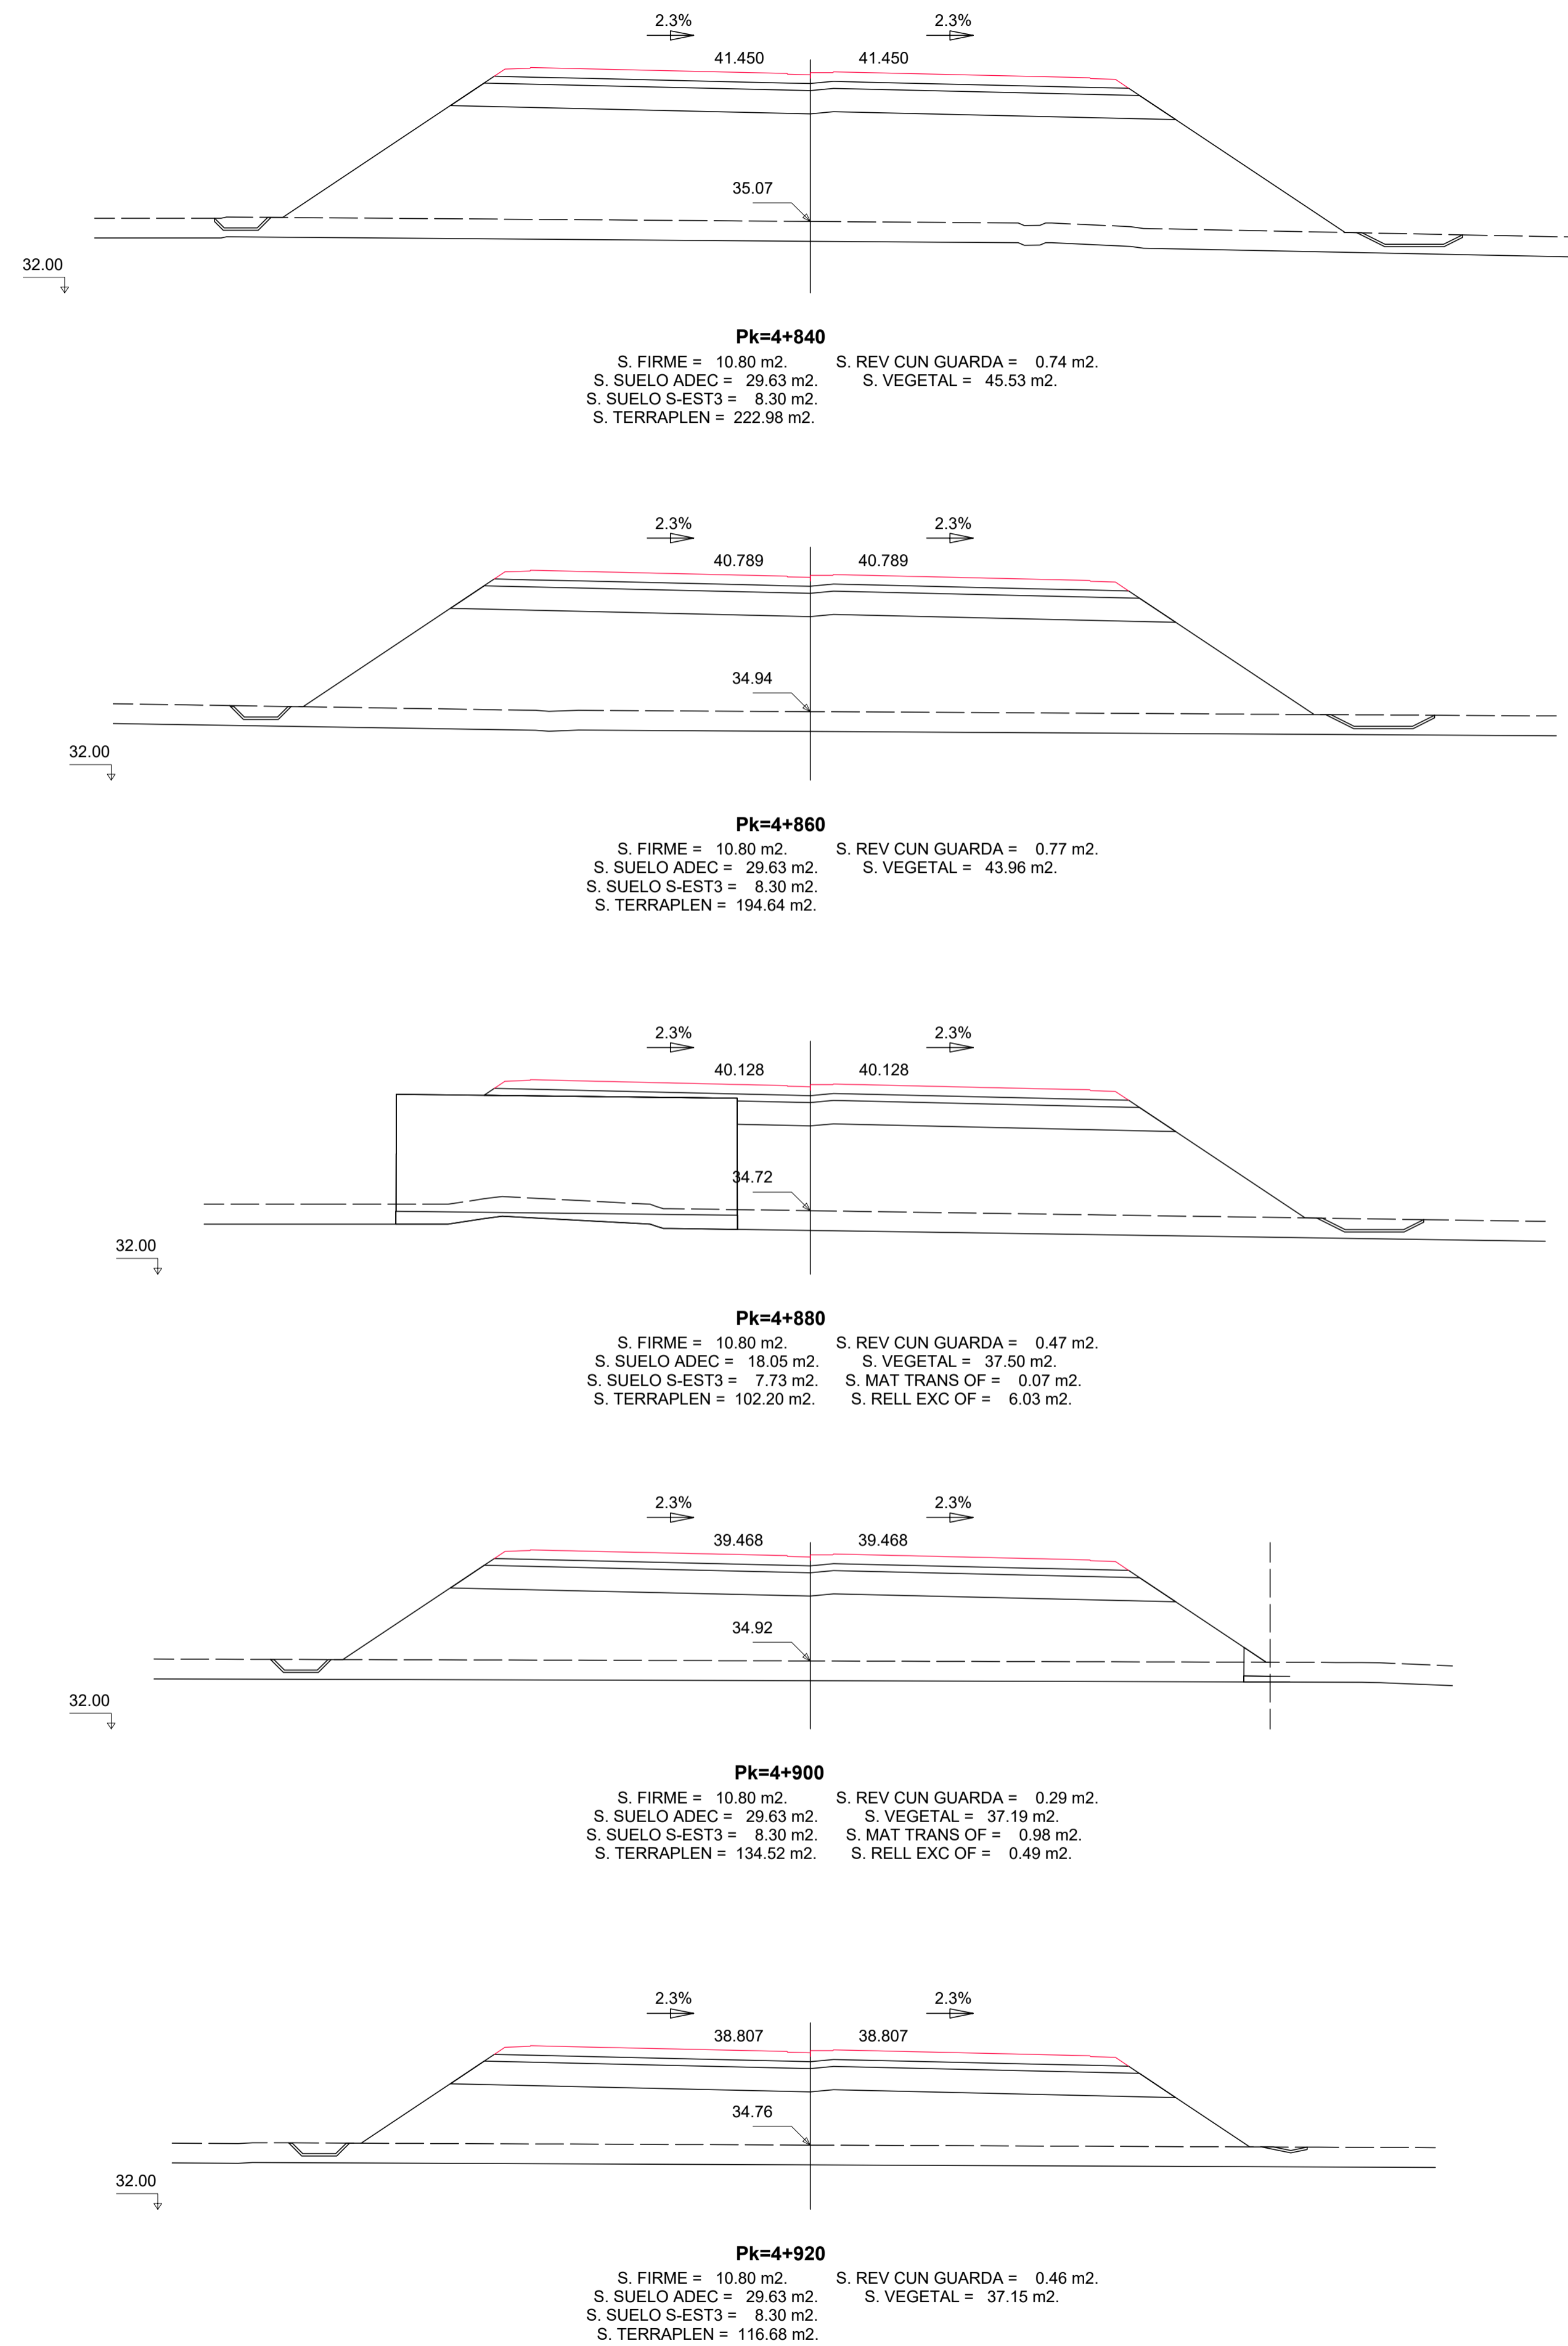 2.3% 2.3%
41.450 41.450
35.07
32.00
Pk=4+840
S. FIRME = 10.80 m2. S. REV CUN GUARDA = 0.74 m2.
S. SUELO ADEC = 29.63 m2. S. VEGETAL = 45.53 m2.
S. SUELO S-EST3 = 8.30 m2.
S. TERRAPLEN = 222.98 m2.
2.3% 2.3%
40.789 40.789
34.94
32.00
Pk=4+860
S. FIRME = 10.80 m2. S. REV CUN GUARDA = 0.77 m2.
S. SUELO ADEC = 29.63 m2. S. VEGETAL = 43.96 m2.
S. SUELO S-EST3 = 8.30 m2.
S. TERRAPLEN = 194.64 m2.
2.3% 2.3%
40.128 40.128
34.72
32.00
Pk=4+880
S. FIRME = 10.80 m2. S. REV CUN GUARDA = 0.47 m2.
S. SUELO ADEC = 18.05 m2. S. VEGETAL = 37.50 m2.
S. SUELO S-EST3 = 7.73 m2. S. MAT TRANS OF = 0.07 m2.
S. TERRAPLEN = 102.20 m2. S. RELL EXC OF = 6.03 m2.
2.3% 2.3%
39.468 39.468
34.92
32.00
Pk=4+900
S. FIRME = 10.80 m2. S. REV CUN GUARDA = 0.29 m2.
S. SUELO ADEC = 29.63 m2. S. VEGETAL = 37.19 m2.
S. SUELO S-EST3 = 8.30 m2. S. MAT TRANS OF = 0.98 m2.
S. TERRAPLEN = 134.52 m2. S. RELL EXC OF = 0.49 m2.
2.3% 2.3%
38.807 38.807
34.76
32.00
Pk=4+920
S. FIRME = 10.80 m2. S. REV CUN GUARDA = 0.46 m2.
S. SUELO ADEC = 29.63 m2. S. VEGETAL = 37.15 m2.
S. SUELO S-EST3 = 8.30 m2.
S. TERRAPLEN = 116.68 m2.